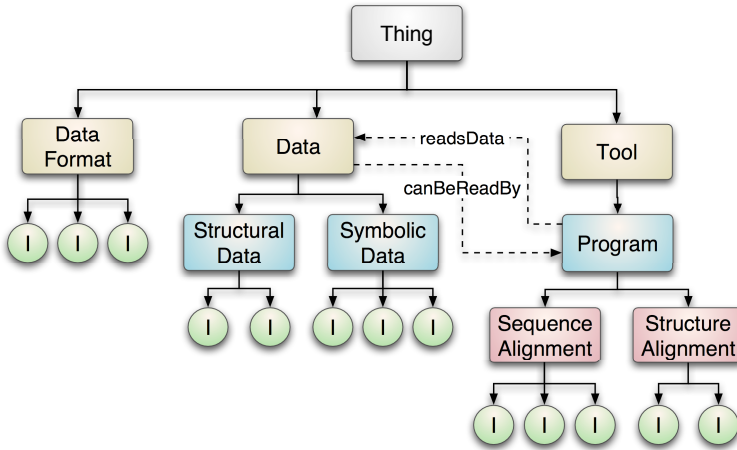 Thing
Data
Format
Data
readsData
Tool
canBeReadBy
Structural
Data
Symbolic
Data
Program
I
I
I
I
I
I
I
I
Sequence
Alignment
Structure
Alignment
I
I
I
I
I